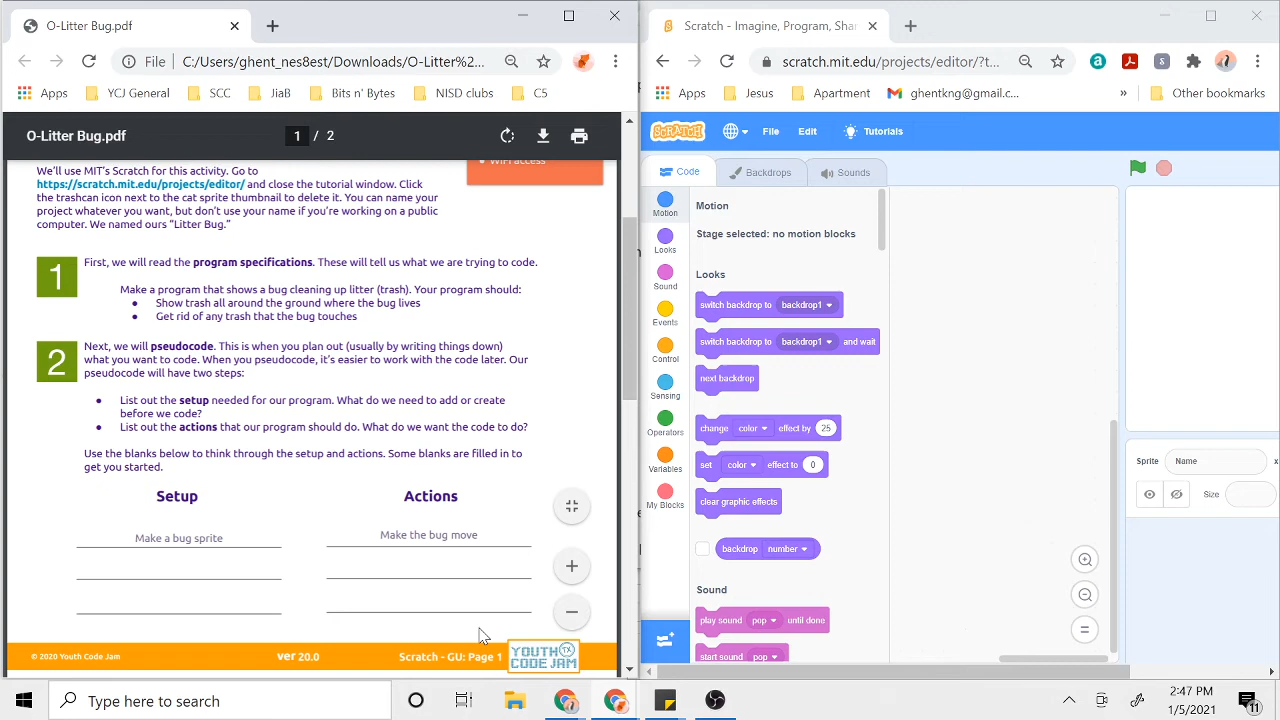 O-Litter Bug.pdf
Scratch - Imagine, Program, Shar
File
C:/Users/ghent_nes8est/Downloads/O-Litter%2...
scratch.mit.edu/projects/editor/?t...
Apps
YCJ General
SCC
JiaB
Bits n' Bytes
NISD clubs
C5
Apps
Jesus
Apartment
ghentkng@gmail.c...
»
Other bookmarks
O-Litter Bug.pdf
1 / 2
SCRATCH
File
Edit
Tutorials
WiFi access
We'll use MIT's Scratch for this activity. Go to
https://scratch.mit.edu/projects/editor/ and close the tutorial window. Click
the trashcan icon next to the cat sprite thumbnail to delete it. You can name your
project whatever you want, but don't use your name if you're working on a public
computer. We named ours "Litter Bug."
1
First, we will read the program specifications. These will tell us what we are trying to code.
Make a program that shows a bug cleaning up litter (trash). Your program should:
● Show trash all around the ground where the bug lives
● Get rid of any trash that the bug touches
2
Next, we will pseudocode. This is when you plan out (usually by writing things down)
what you want to code. When you pseudocode, it's easier to work with the code later. Our
pseudocode will have two steps:
● List out the setup needed for our program. What do we need to add or create
before we code?
● List out the actions that our program should do. What do we want the code to do?
Use the blanks below to think through the setup and actions. Some blanks are filled in to
get you started.
Setup
Actions
Make a bug sprite
Make the bug move
© 2020 Youth Code Jam
ver 20.0
Scratch - GU: Page 1
YOUTH TX
CODE JAM
Code
Backdrops
Sounds
Motion
Looks
Sound
Events
Control
Sensing
Operators
Variables
My Blocks
Motion
Stage selected: no motion blocks
Looks
switch backdrop to backdrop1
switch backdrop to backdrop1 and wait
next backdrop
change color effect by 25
set color effect to 0
clear graphic effects
backdrop number
Sound
play sound pop until done
start sound pop
Sprite
Name
x
Size
Type here to search
2:47 PM
1/5/2021
11